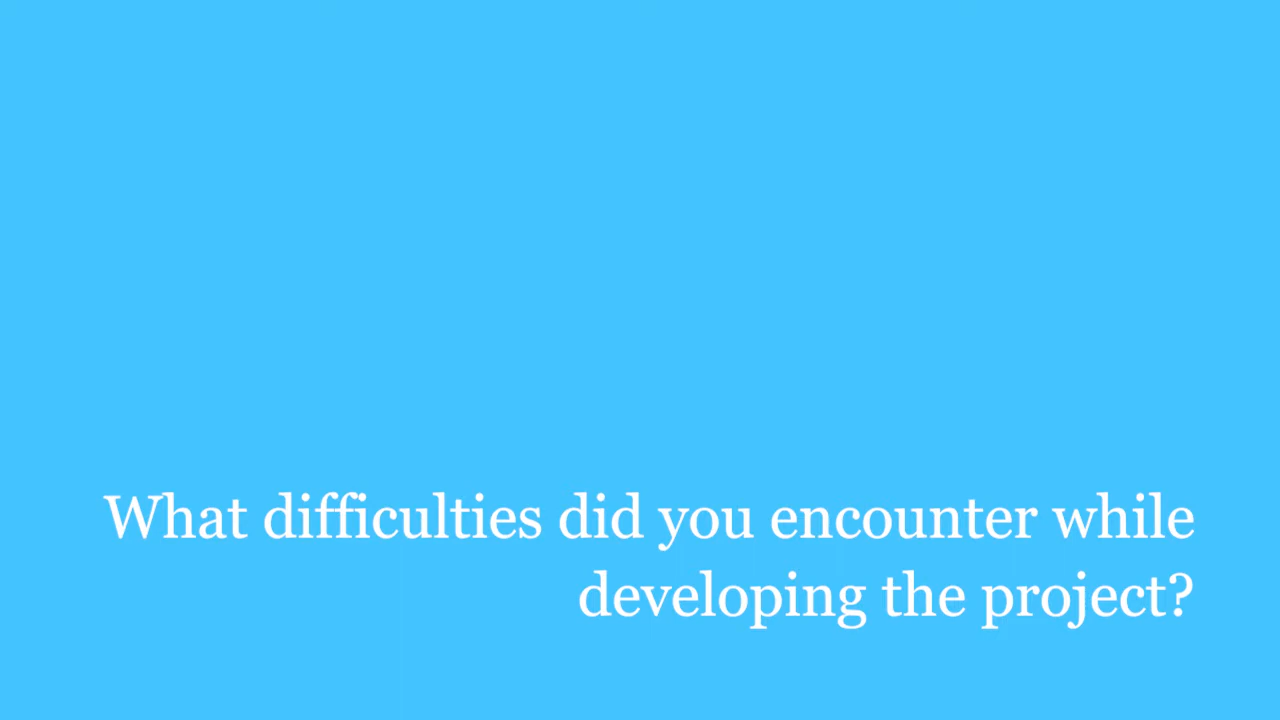 What difficulties did you encounter while
developing the project?